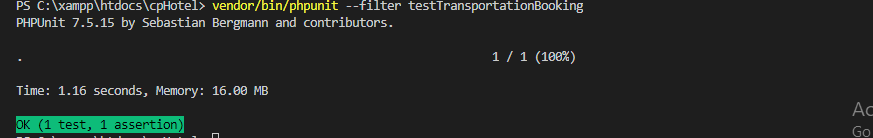 PS C:\xampp\htdocs\cpHotel> vendor/bin/phpunit --filter testTransportationBooking
PHPUnit 7.5.15 by Sebastian Bergmann and contributors.
. 1 / 1 (100%)
Time: 1.16 seconds, Memory: 16.00 MB
Ac
OK (1 test, 1 assertion)
Go